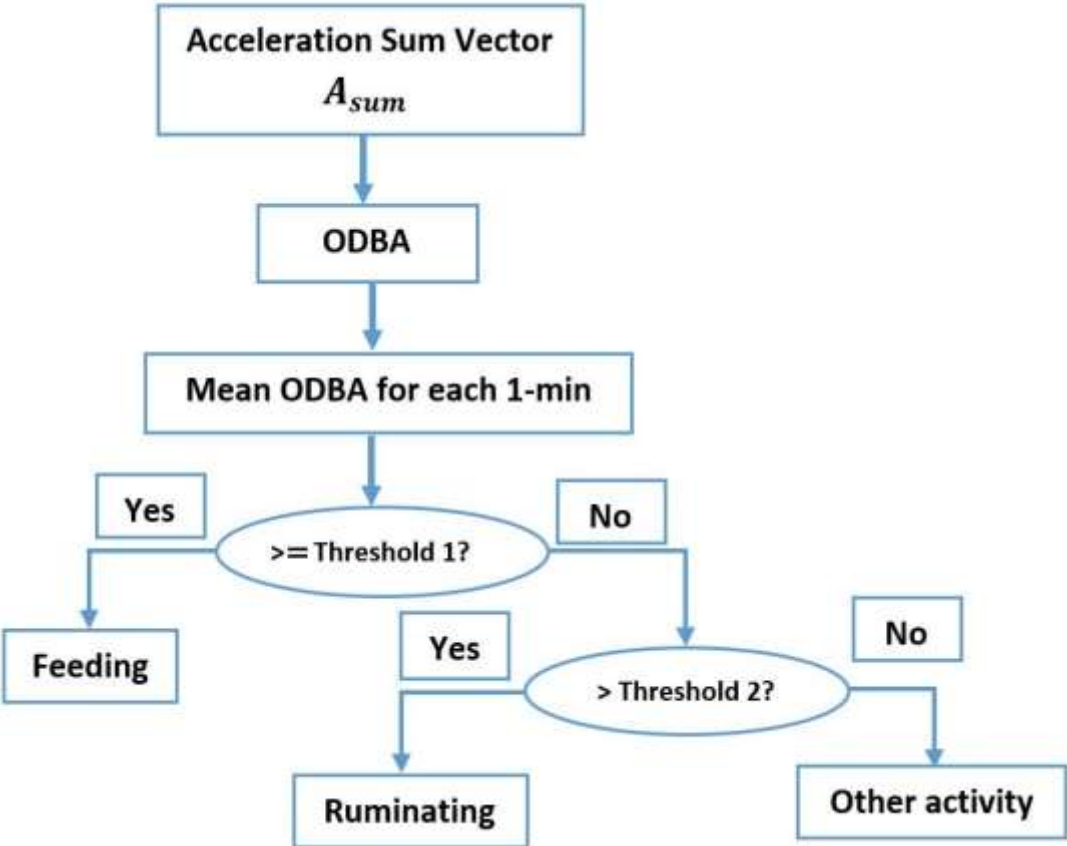 Acceleration Sum Vector
A_sum
ODBA
Mean ODBA for each 1-min
Yes
No
>= Threshold 1?
Feeding
Yes
No
> Threshold 2?
Ruminating
Other activity